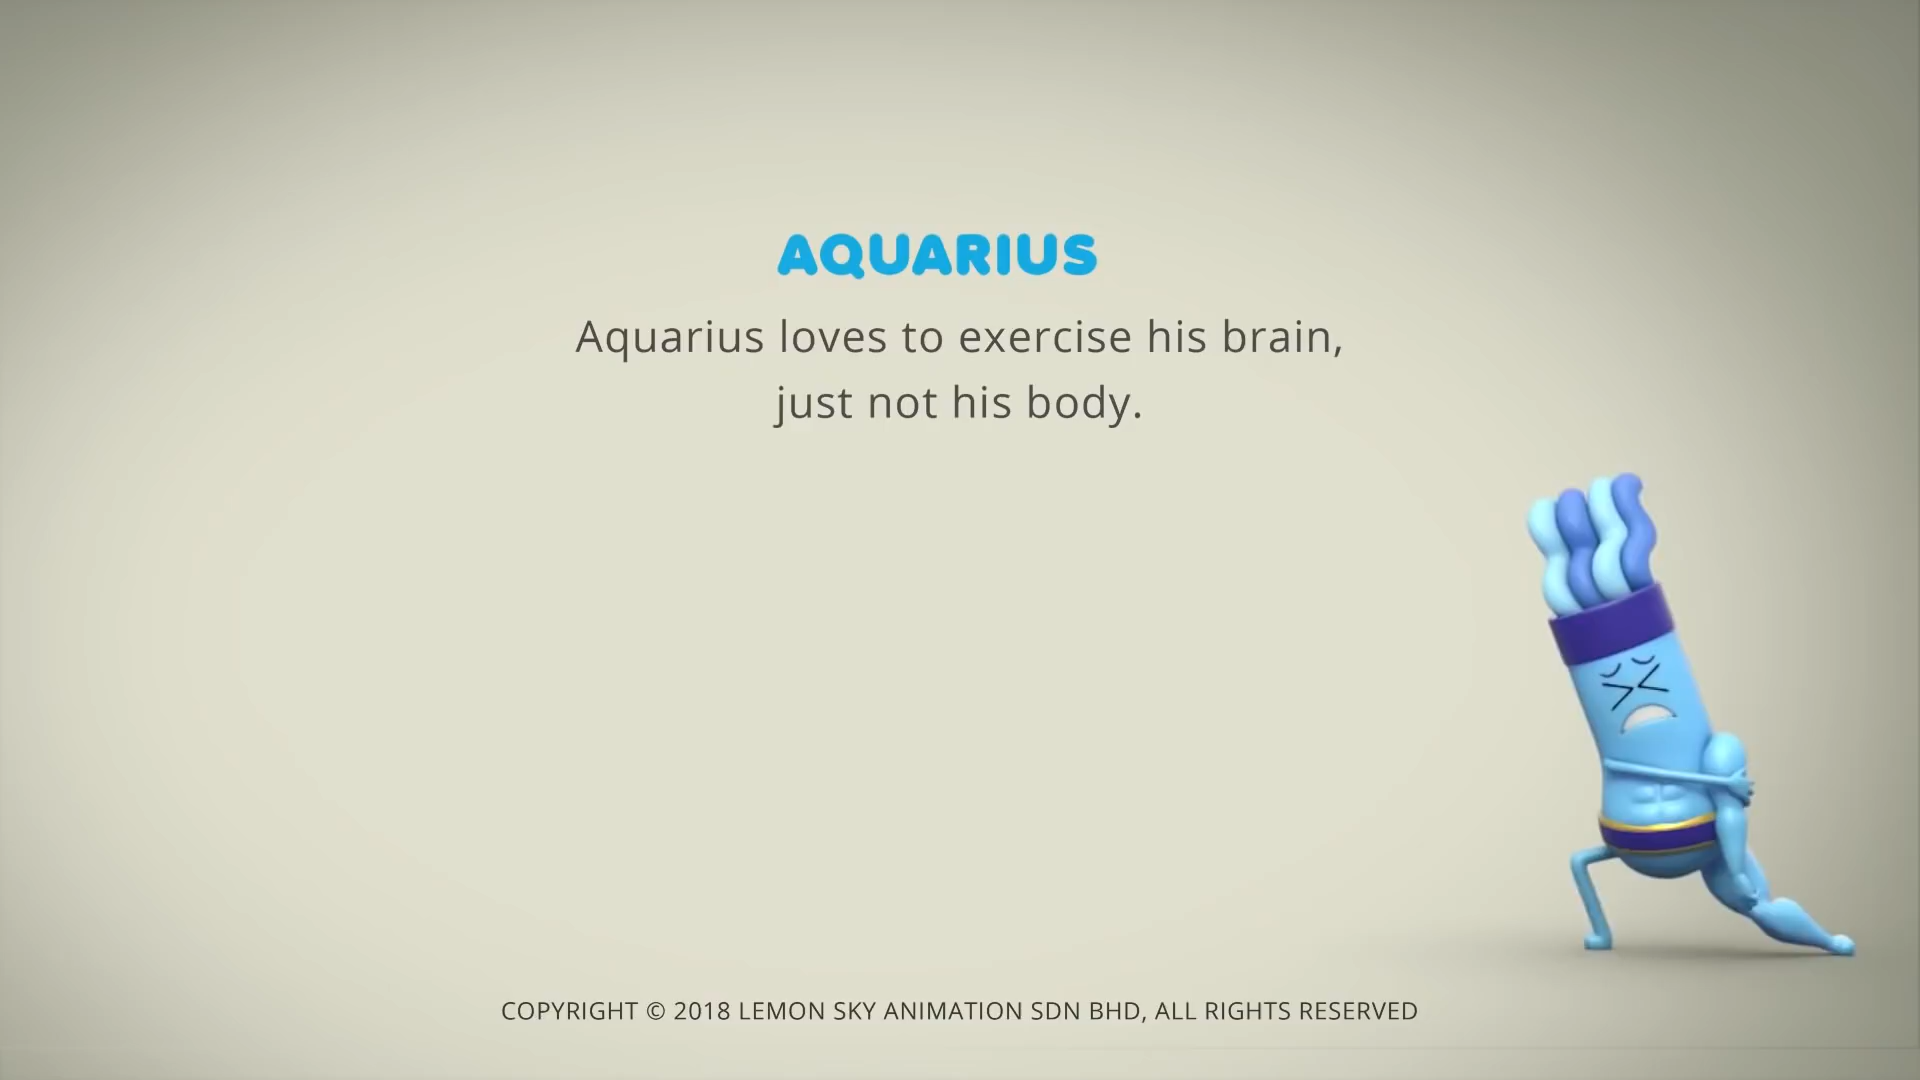 AQUARIUS
Aquarius loves to exercise his brain,
just not his body.
COPYRIGHT © 2018 LEMON SKY ANIMATION SDN BHD, ALL RIGHTS RESERVED